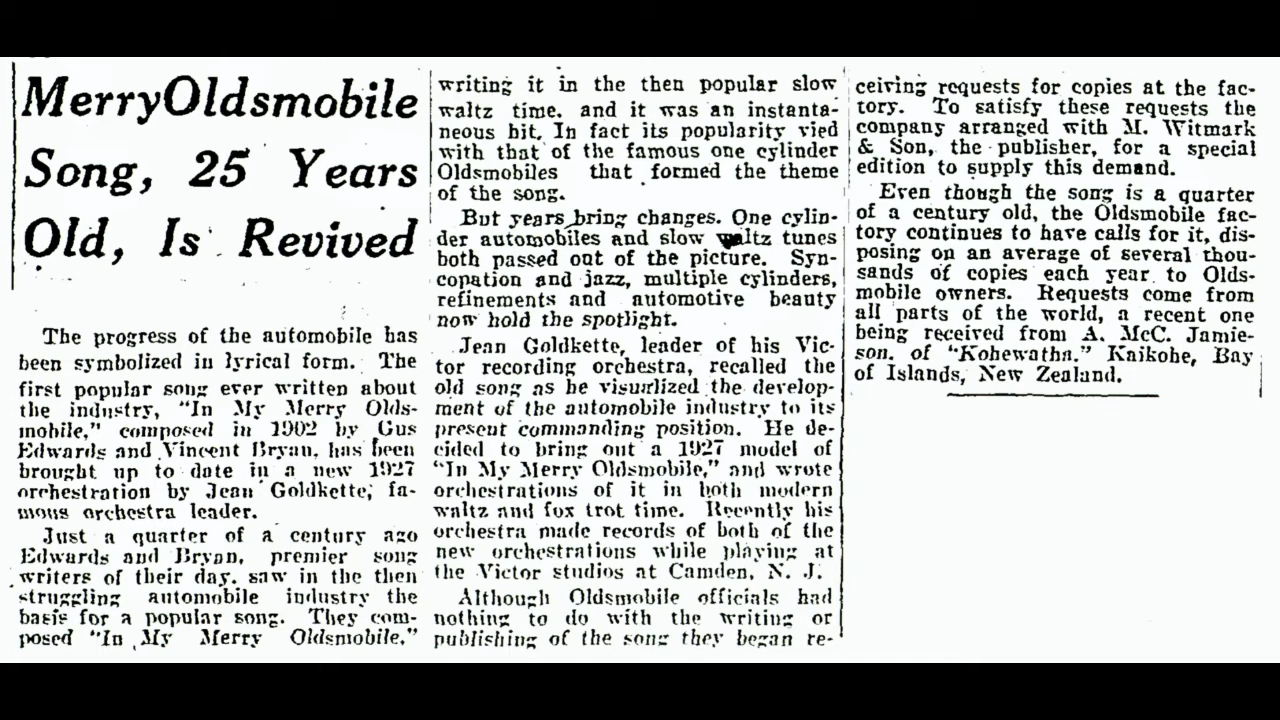 MerryOldsmobile
Song, 25 Years
Old, Is Revived
The progress of the automobile has
been symbolized in lyrical form. The
first popular song ever written about
the industry, "In My Merry Olds-
mobile," composed in 1902 by Gus
Edwards and Vincent Bryan, has been
brought up to date in a new 1927
orchestration by Jean Goldkette, fa-
mous orchestra leader.
Just a quarter of a century ago
Edwards and Bryan, premier song
writers of their day, saw in the then
struggling automobile industry the
basis for a popular song. They com-
posed "In My Merry Oldsmobile,"
writing it in the then popular slow
waltz time, and it was an instanta-
neous hit. In fact its popularity vied
with that of the famous one cylinder
Oldsmobiles that formed the theme
of the song.
But years bring changes. One cylin-
der automobiles and slow waltz tunes
both passed out of the picture. Syn-
copation and jazz, multiple cylinders,
refinements and automotive beauty
now hold the spotlight.
Jean Goldkette, leader of his Vic-
tor recording orchestra, recalled the
old song as he visualized the develop-
ment of the automobile industry to its
present commanding position. He de-
cided to bring out a 1927 model of
"In My Merry Oldsmobile," and wrote
orchestrations of it in both modern
waltz and fox trot time. Recently his
orchestra made records of both of the
new orchestrations while playing at
the Victor studios at Camden, N. J.
Although Oldsmobile officials had
nothing to do with the writing or
publishing of the song they began re-
ceiving requests for copies at the fac-
tory. To satisfy these requests the
company arranged with M. Witmark
& Son, the publisher, for a special
edition to supply this demand.
Even though the song is a quarter
of a century old, the Oldsmobile fac-
tory continues to have calls for it, dis-
posing on an average of several thou-
sands of copies each year to Olds-
mobile owners. Requests come from
all parts of the world, a recent one
being received from A. McC. Jamie-
son, of "Kohewatha," Kaikohe, Bay
of Islands, New Zealand.